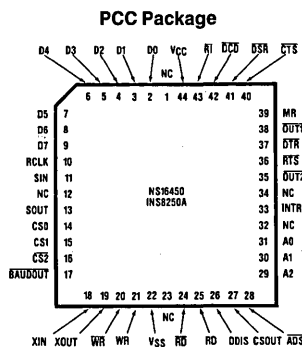 PCC Package
D4 D3 D2 D1 D0 VCC RI DCD DSR CTS
NC
6 5 4 3 2 1 44 43 42 41 40
D5 7
D6 8
D7 9
RCLK 10
SIN 11
NC 12
SOUT 13
CS0 14
CS1 15
CS2 16
BAUDOUT 17
NS16450
INS8250A
39 MR
38 OUT1
37 DTR
36 RTS
35 OUT2
34 NC
33 INTR
32 NC
31 A0
30 A1
29 A2
18 19 20 21 22 23 24 25 26 27 28
NC
XIN XOUT WR WR VSS RD RD DDIS CSOUT ADS